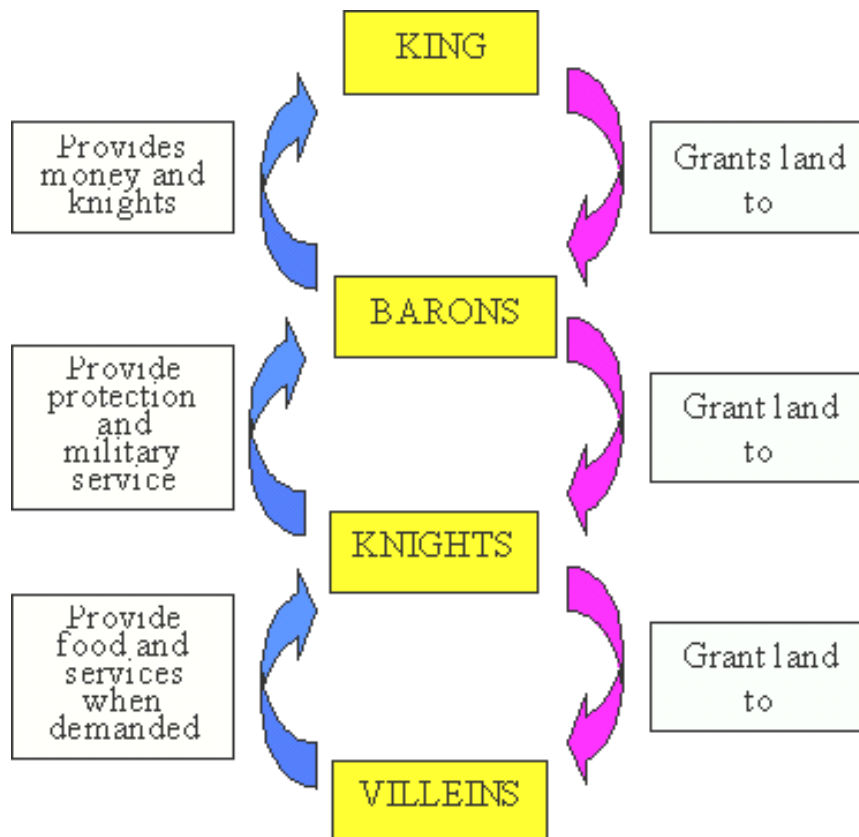 KING
Provides
money and
knights
Grants land
to
BARONS
Provide
protection
and
military
service
Grant land
to
KNIGHTS
Provide
food and
services
when
demanded
Grant land
to
VILLEINS